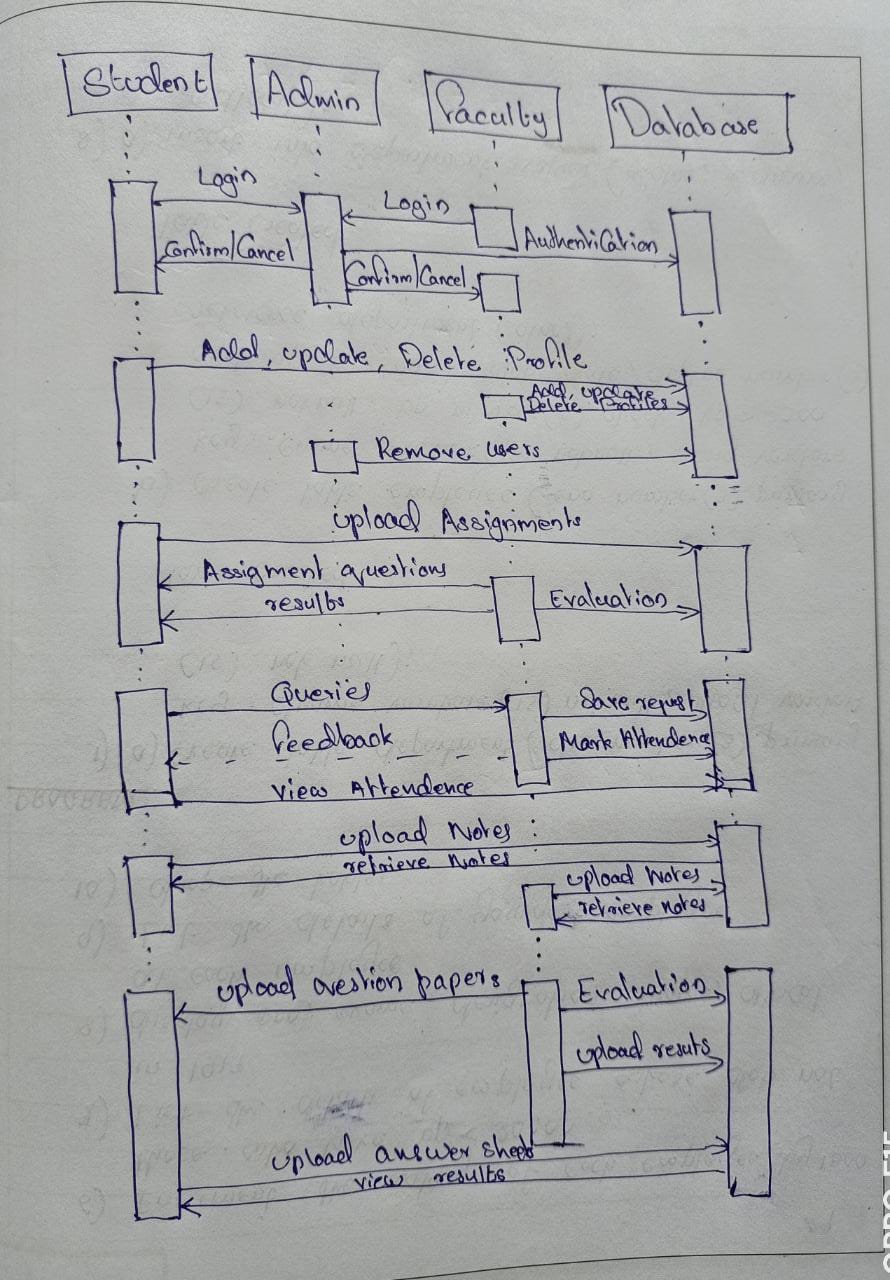 Student
Admin
Faculty
Database
Login
Login
Authentication
Confirm/Cancel
Confirm/Cancel
Add, update, Delete Profile
Add, update
Delete Profiles
Remove users
upload Assignments
Assigment questions
results
Evaluation
Queries
Save requst
feedback
Mark Attendence
view Attendence
upload Notes
retrieve Notes
upload Notes
retrieve notes
upload question papers
Evaluation
upload resuts
upload answer sheets
view results